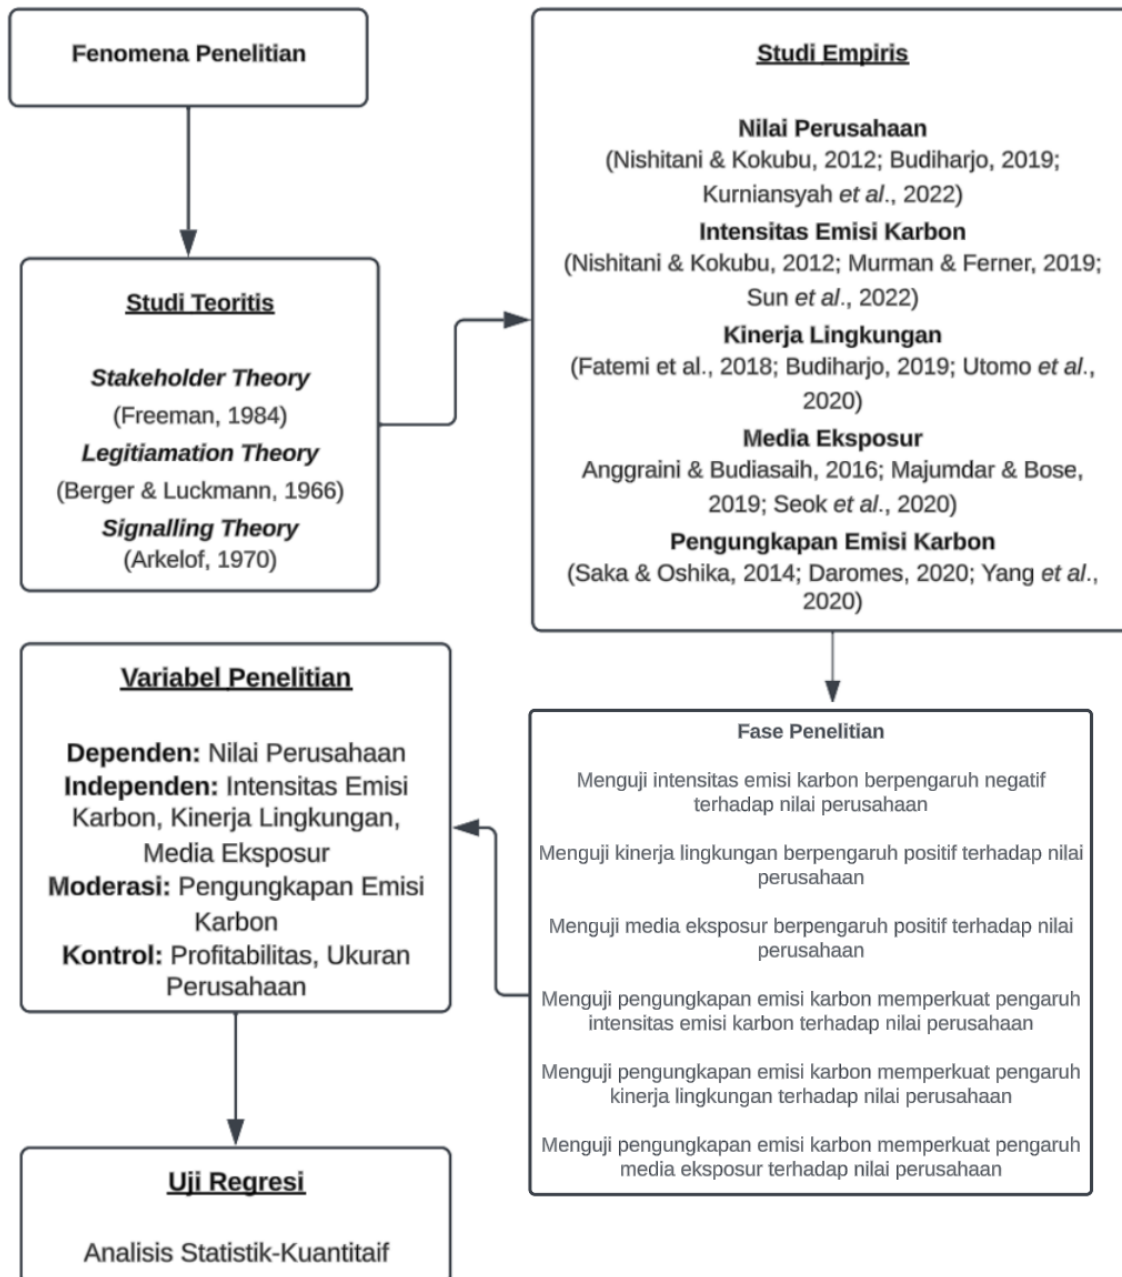 Fenomena Penelitian
Studi Teoritis
Stakeholder Theory
(Freeman, 1984)
Legitiamation Theory
(Berger & Luckmann, 1966)
Signalling Theory
(Arkelof, 1970)
Studi Empiris
Nilai Perusahaan
(Nishitani & Kokubu, 2012; Budiharjo, 2019;
Kurniansyah et al., 2022)
Intensitas Emisi Karbon
(Nishitani & Kokubu, 2012; Murman & Ferner, 2019;
Sun et al., 2022)
Kinerja Lingkungan
(Fatemi et al., 2018; Budiharjo, 2019; Utomo et al.,
2020)
Media Eksposur
Anggraini & Budiasaih, 2016; Majumdar & Bose,
2019; Seok et al., 2020)
Pengungkapan Emisi Karbon
(Saka & Oshika, 2014; Daromes, 2020; Yang et al.,
2020)
Fase Penelitian
Menguji intensitas emisi karbon berpengaruh negatif
terhadap nilai perusahaan
Menguji kinerja lingkungan berpengaruh positif terhadap nilai
perusahaan
Menguji media eksposur berpengaruh positif terhadap nilai
perusahaan
Menguji pengungkapan emisi karbon memperkuat pengaruh
intensitas emisi karbon terhadap nilai perusahaan
Menguji pengungkapan emisi karbon memperkuat pengaruh
kinerja lingkungan terhadap nilai perusahaan
Menguji pengungkapan emisi karbon memperkuat pengaruh
media eksposur terhadap nilai perusahaan
Variabel Penelitian
Dependen: Nilai Perusahaan
Independen: Intensitas Emisi
Karbon, Kinerja Lingkungan,
Media Eksposur
Moderasi: Pengungkapan Emisi
Karbon
Kontrol: Profitabilitas, Ukuran
Perusahaan
Uji Regresi
Analisis Statistik-Kuantitaif